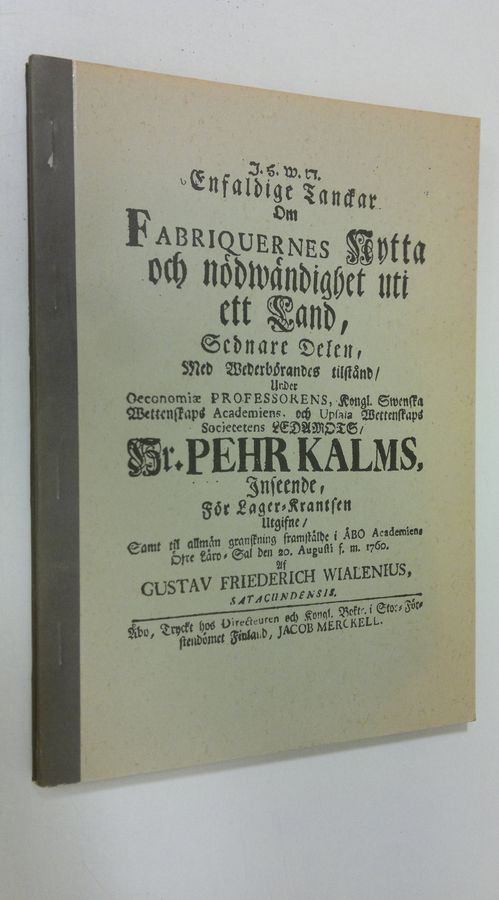 J. H. W. N.
Enfaldige Tanckar
Om
FABRIQUERNES Nytta
och nödwändighet uti
ett Land,
Sednare Delen,
Med Wederbörandes tilstånd/
Under
Oeconomiæ PROFESSORENS, Kongl. Swenska
Wettenskaps Academiens, och Upsala Wettenskaps
Societetens LEDAMOTS/
Hr. PEHR KALMS,
Inseende,
För Lager-Krantsen
Utgifne/
Samt til allmän granskning framstälde i ÅBO Academiens
Öfre Läro-Sal den 20. Augusti f. m. 1760.
Af
GUSTAV FRIEDERICH WIALENIUS,
SATACUNDENSIS.
Åbo, Tryckt hos Directeuren och Kongl. Boktr. i Stor-För-
stendömet Finland, JACOB MERCKELL.